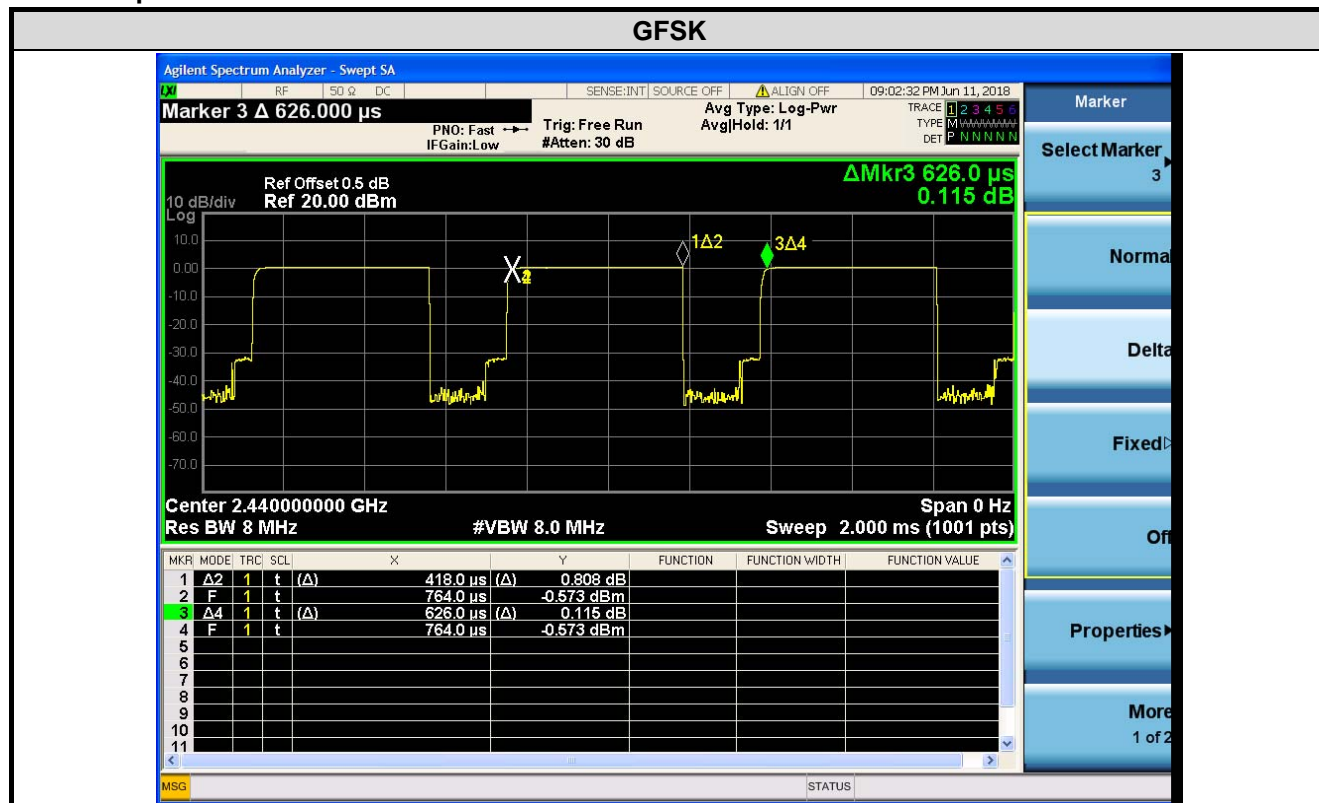 GFSK
Agilent Spectrum Analyzer - Swept SA
LXI RF 50 Ω DC SENSE:INT SOURCE OFF ALIGN OFF 09:02:32 PM Jun 11, 2018
Marker 3 Δ 626.000 µs
PNO: Fast
IFGain:Low
Trig: Free Run
#Atten: 30 dB
Avg Type: Log-Pwr
Avg|Hold: 1/1
TRACE 1 2 3 4 5 6
TYPE M
DET P N N N N N
ΔMkr3 626.0 µs
0.115 dB
Ref Offset 0.5 dB
10 dB/div Ref 20.00 dBm
Log
10.0
0.00
-10.0
-20.0
-30.0
-40.0
-50.0
-60.0
-70.0
1Δ2
3Δ4
Center 2.440000000 GHz Span 0 Hz
Res BW 8 MHz #VBW 8.0 MHz Sweep 2.000 ms (1001 pts)
MKR MODE TRC SCL X Y FUNCTION FUNCTION WIDTH FUNCTION VALUE
1 Δ2 1 t (Δ) 418.0 µs (Δ) 0.808 dB
2 F 1 t 764.0 µs -0.573 dBm
3 Δ4 1 t (Δ) 626.0 µs (Δ) 0.115 dB
4 F 1 t 764.0 µs -0.573 dBm
5
6
7
8
9
10
11
MSG STATUS
Marker
Select Marker
3
Normal
Delta
Fixed
Off
Properties
More
1 of 2